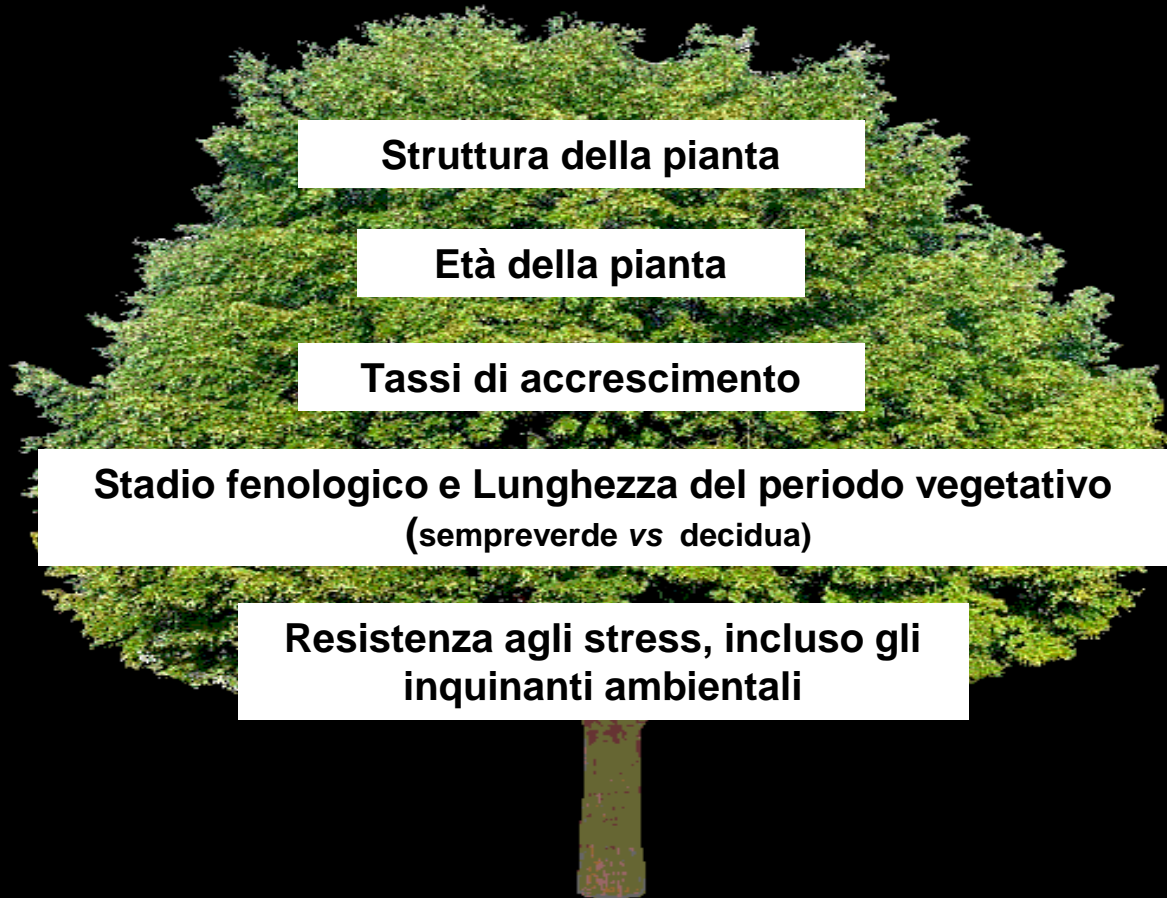 Struttura della pianta
Età della pianta
Tassi di accrescimento
Stadio fenologico e Lunghezza del periodo vegetativo
(sempreverde vs decidua)
Resistenza agli stress, incluso gli
inquinanti ambientali